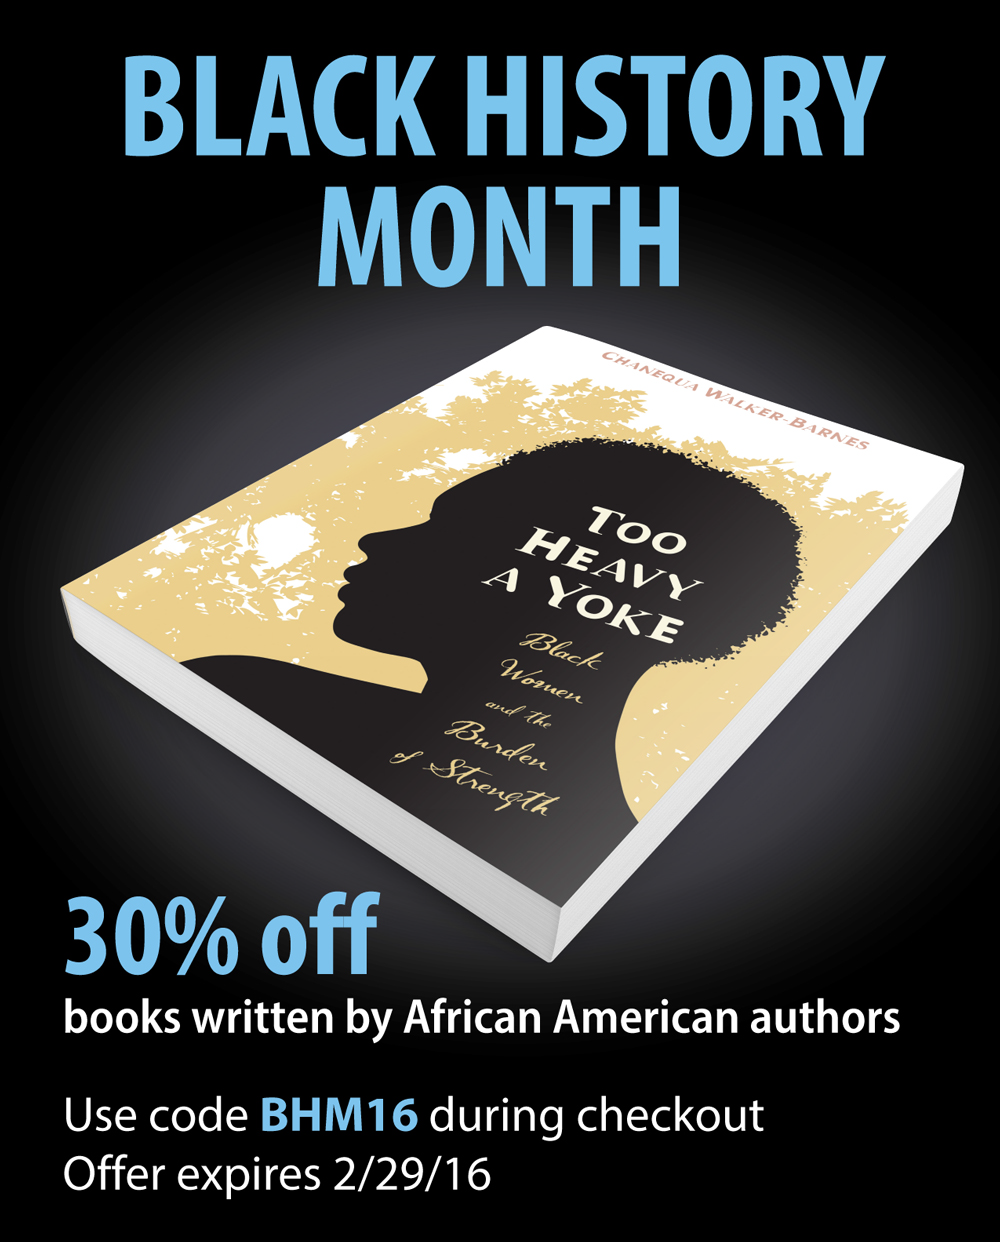 BLACK HISTORY
MONTH
CHANEQUA WALKER-BARNES
TOO
HEAVY
A YOKE
Black
Women
and the
Burden
of Strength
30% off
books written by African American authors
Use code BHM16 during checkout
Offer expires 2/29/16